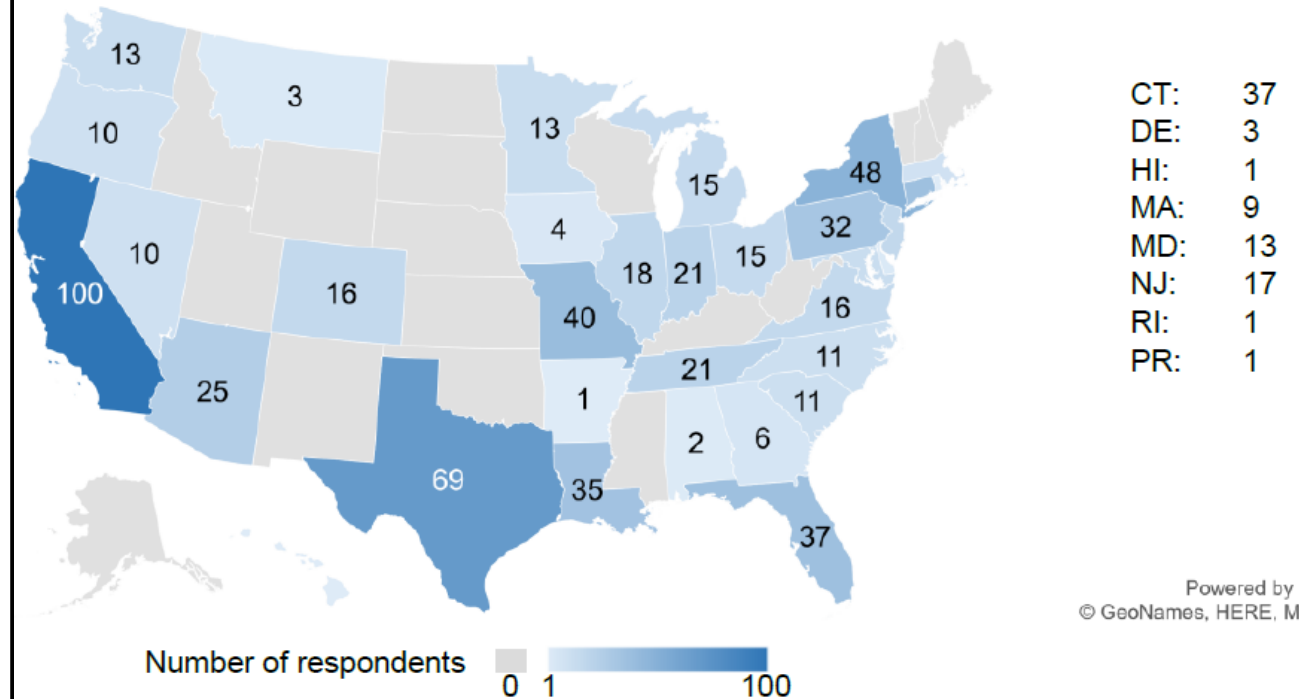 13
3
13
10
15
48
4
32
10
18
21
15
100
16
40
16
11
21
25
1
11
2
6
69
35
37
CT: 37
DE: 3
HI: 1
MA: 9
MD: 13
NJ: 17
RI: 1
PR: 1
Powered by
© GeoNames, HERE, M
Number of respondents
0 1 100